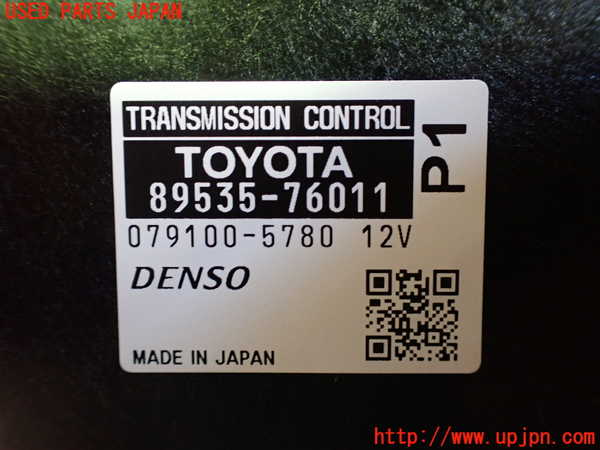 USED PARTS JAPAN
TRANSMISSION CONTROL
TOYOTA
89535-76011
P1
079100-5780 12V
DENSO
MADE IN JAPAN
http://www.upjpn.com/